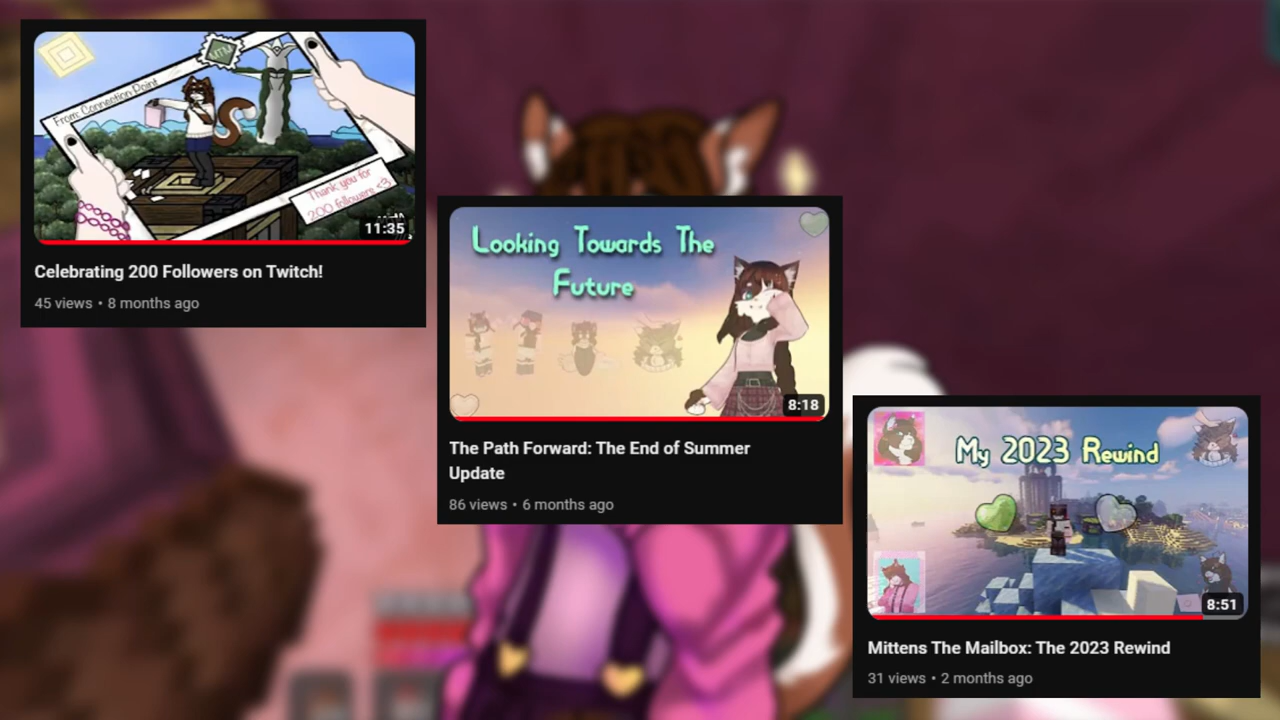 From: Connection Point
Thank you for
200 followers <3
11:35
Celebrating 200 Followers on Twitch!
45 views • 8 months ago
Looking Towards The
Future
8:18
The Path Forward: The End of Summer
Update
86 views • 6 months ago
My 2023 Rewind
8:51
Mittens The Mailbox: The 2023 Rewind
31 views • 2 months ago